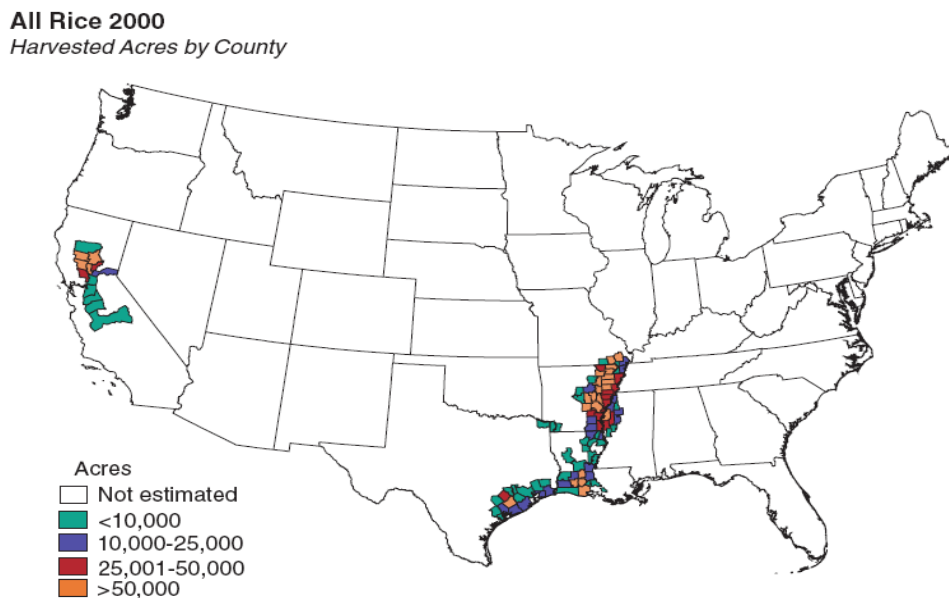 All Rice 2000
Harvested Acres by County
Acres
Not estimated
<10,000
10,000-25,000
25,001-50,000
>50,000